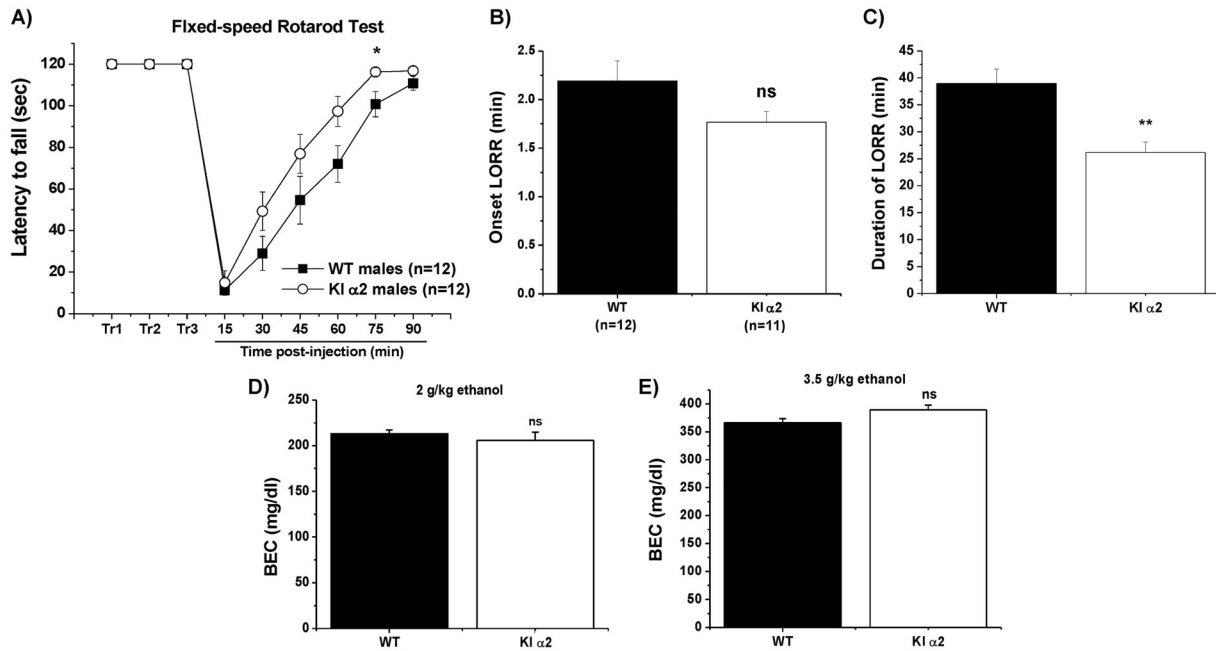 A)
FIxed-speed Rotarod Test
*
Latency to fall (sec)
120
100
80
60
40
20
0
WT males (n=12)
KI α2 males (n=12)
Tr1 Tr2 Tr3 15 30 45 60 75 90
Time post-injection (min)
B)
Onset LORR (min)
2.5
2.0
1.5
1.0
0.5
0.0
ns
WT KI α2
(n=12) (n=11)
C)
Duration of LORR (min)
45
40
35
30
25
20
15
10
5
0
**
WT KI α2
D)
2 g/kg ethanol
BEC (mg/dl)
250
200
150
100
50
0
ns
WT KI α2
E)
3.5 g/kg ethanol
BEC (mg/dl)
400
350
300
250
200
150
100
50
0
ns
WT KI α2